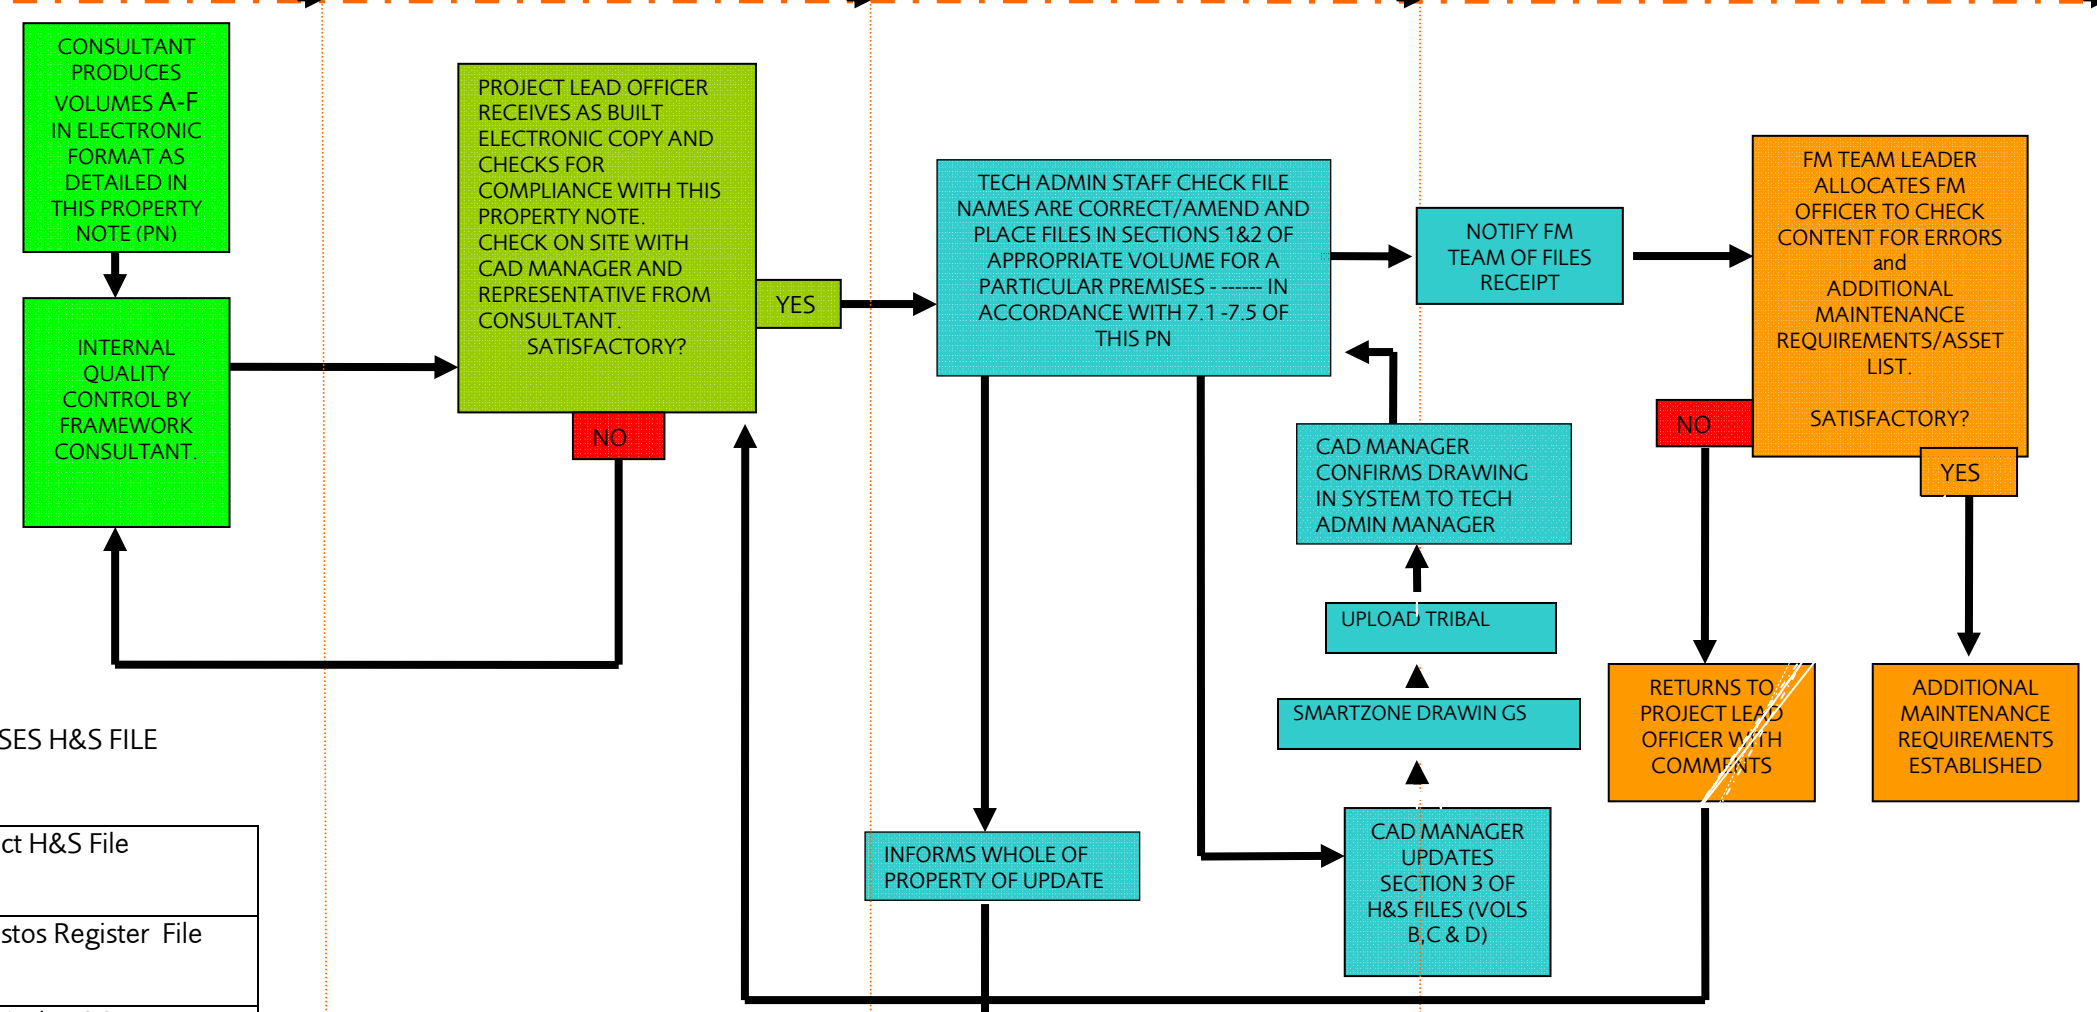 CONSULTANT
PRODUCES
VOLUMES A-F
IN ELECTRONIC
FORMAT AS
DETAILED IN
THIS PROPERTY
NOTE (PN)
INTERNAL
QUALITY
CONTROL BY
FRAMEWORK
CONSULTANT.
PROJECT LEAD OFFICER
RECEIVES AS BUILT
ELECTRONIC COPY AND
CHECKS FOR
COMPLIANCE WITH THIS
PROPERTY NOTE.
CHECK ON SITE WITH
CAD MANAGER AND
REPRESENTATIVE FROM
CONSULTANT.
SATISFACTORY?
YES
NO
TECH ADMIN STAFF CHECK FILE
NAMES ARE CORRECT/AMEND AND
PLACE FILES IN SECTIONS 1&2 OF
APPROPRIATE VOLUME FOR A
PARTICULAR PREMISES - ------ IN
ACCORDANCE WITH 7.1 -7.5 OF
THIS PN
NOTIFY FM
TEAM OF FILES
RECEIPT
FM TEAM LEADER
ALLOCATES FM
OFFICER TO CHECK
CONTENT FOR ERRORS
and
ADDITIONAL
MAINTENANCE
REQUIREMENTS/ASSET
LIST.
SATISFACTORY?
NO
YES
CAD MANAGER
CONFIRMS DRAWING
IN SYSTEM TO TECH
ADMIN MANAGER
UPLOAD TRIBAL
SMARTZONE DRAWIN GS
CAD MANAGER
UPDATES
SECTION 3 OF
H&S FILES (VOLS
B,C & D)
INFORMS WHOLE OF
PROPERTY OF UPDATE
RETURNS TO
PROJECT LEAD
OFFICER WITH
COMMENTS
ADDITIONAL
MAINTENANCE
REQUIREMENTS
ESTABLISHED
SES H&S FILE
ct H&S File
stos Register File